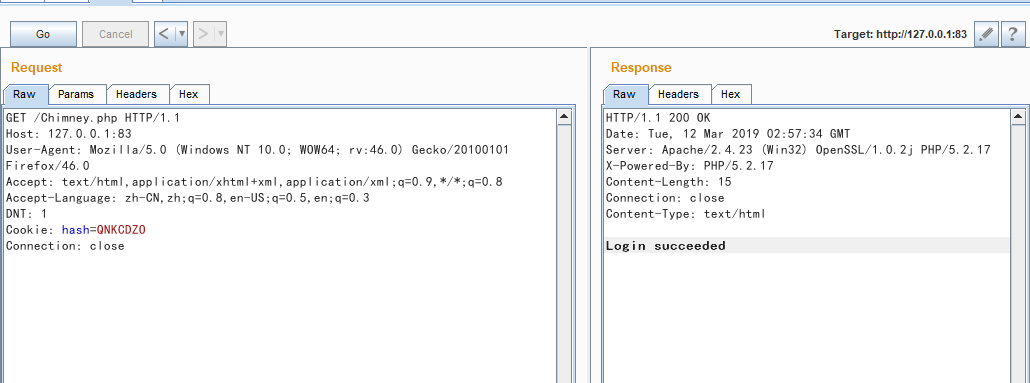 Go
Cancel
<
>
Target: http://127.0.0.1:83
?
Request
Raw
Params
Headers
Hex
GET /Chimney.php HTTP/1.1
Host: 127.0.0.1:83
User-Agent: Mozilla/5.0 (Windows NT 10.0; WOW64; rv:46.0) Gecko/20100101
Firefox/46.0
Accept: text/html,application/xhtml+xml,application/xml;q=0.9,*/*;q=0.8
Accept-Language: zh-CN,zh;q=0.8,en-US;q=0.5,en;q=0.3
DNT: 1
Cookie: hash=QNKCDZO
Connection: close
Response
Raw
Headers
Hex
HTTP/1.1 200 OK
Date: Tue, 12 Mar 2019 02:57:34 GMT
Server: Apache/2.4.23 (Win32) OpenSSL/1.0.2j PHP/5.2.17
X-Powered-By: PHP/5.2.17
Content-Length: 15
Connection: close
Content-Type: text/html
Login succeeded